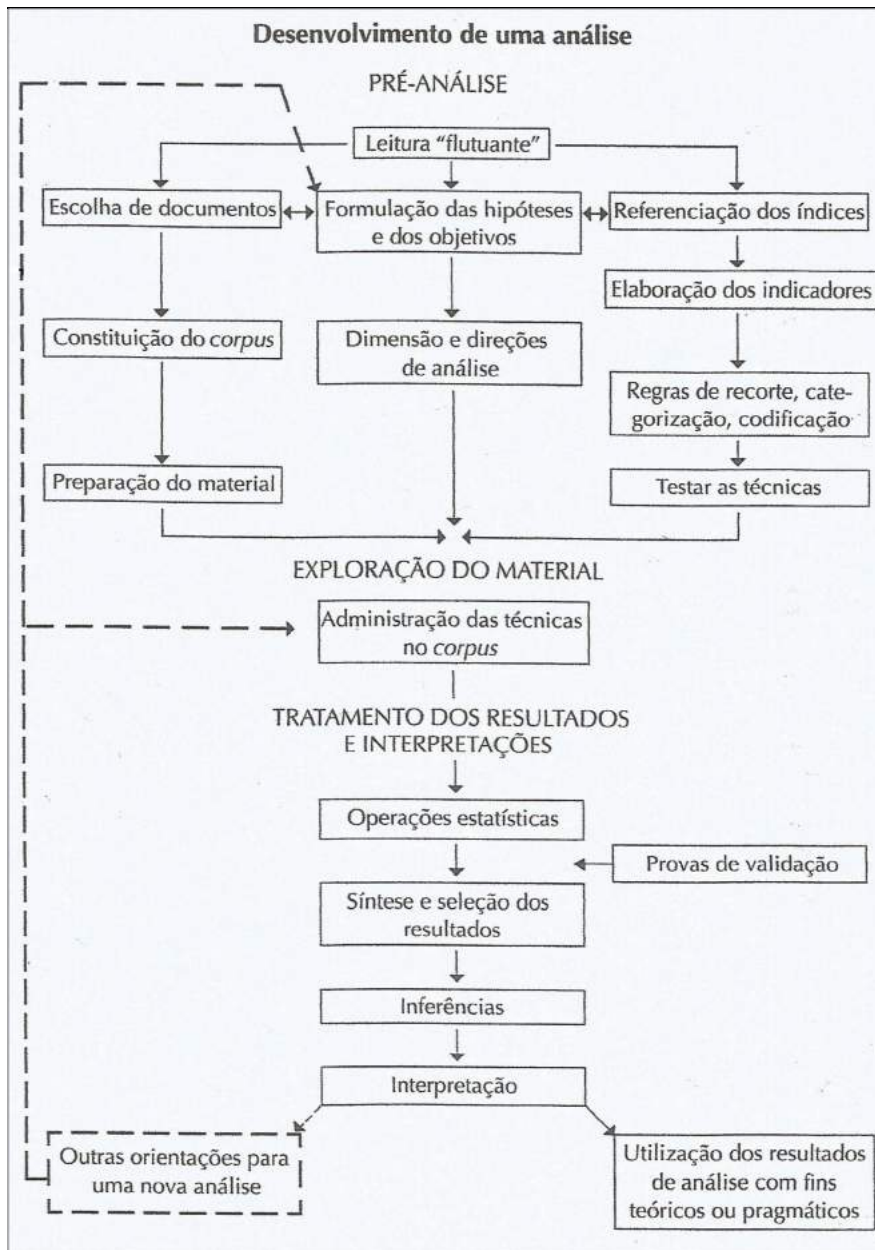 Desenvolvimento de uma análise
PRÉ-ANÁLISE
Leitura “flutuante”
Escolha de documentos
Formulação das hipóteses
e dos objetivos
Referenciação dos índices
Elaboração dos indicadores
Constituição do corpus
Dimensão e direções
de análise
Regras de recorte, cate-
gorização, codificação
Preparação do material
Testar as técnicas
EXPLORAÇÃO DO MATERIAL
Administração das técnicas
no corpus
TRATAMENTO DOS RESULTADOS
E INTERPRETAÇÕES
Operações estatísticas
Provas de validação
Síntese e seleção dos
resultados
Inferências
Interpretação
Outras orientações para
uma nova análise
Utilização dos resultados
de análise com fins
teóricos ou pragmáticos